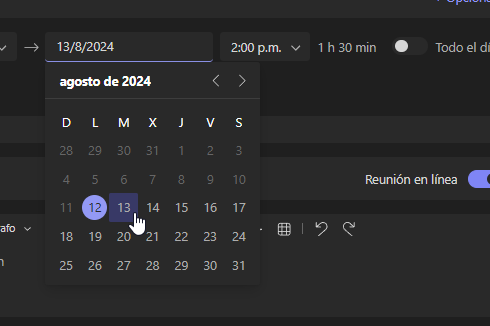 13/8/2024 2:00 p.m. 1 h 30 min Todo el
agosto de 2024
D L M X J V S
28 29 30 31 1 2 3
4 5 6 7 8 9 10
Reunión en línea
11 12 13 14 15 16 17
18 19 20 21 22 23 24
25 26 27 28 29 30 31